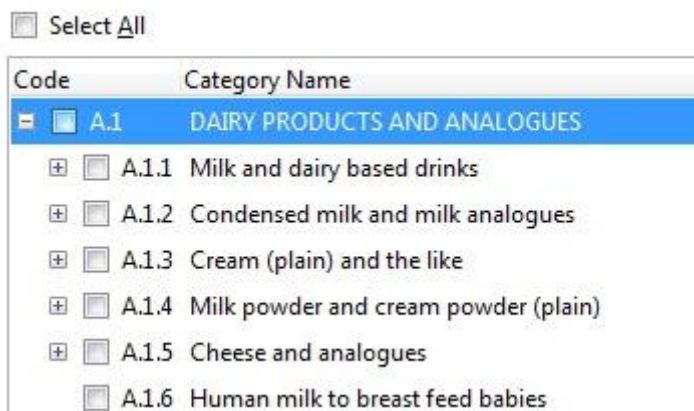 Select All
Code Category Name
A.1 DAIRY PRODUCTS AND ANALOGUES
A.1.1 Milk and dairy based drinks
A.1.2 Condensed milk and milk analogues
A.1.3 Cream (plain) and the like
A.1.4 Milk powder and cream powder (plain)
A.1.5 Cheese and analogues
A.1.6 Human milk to breast feed babies